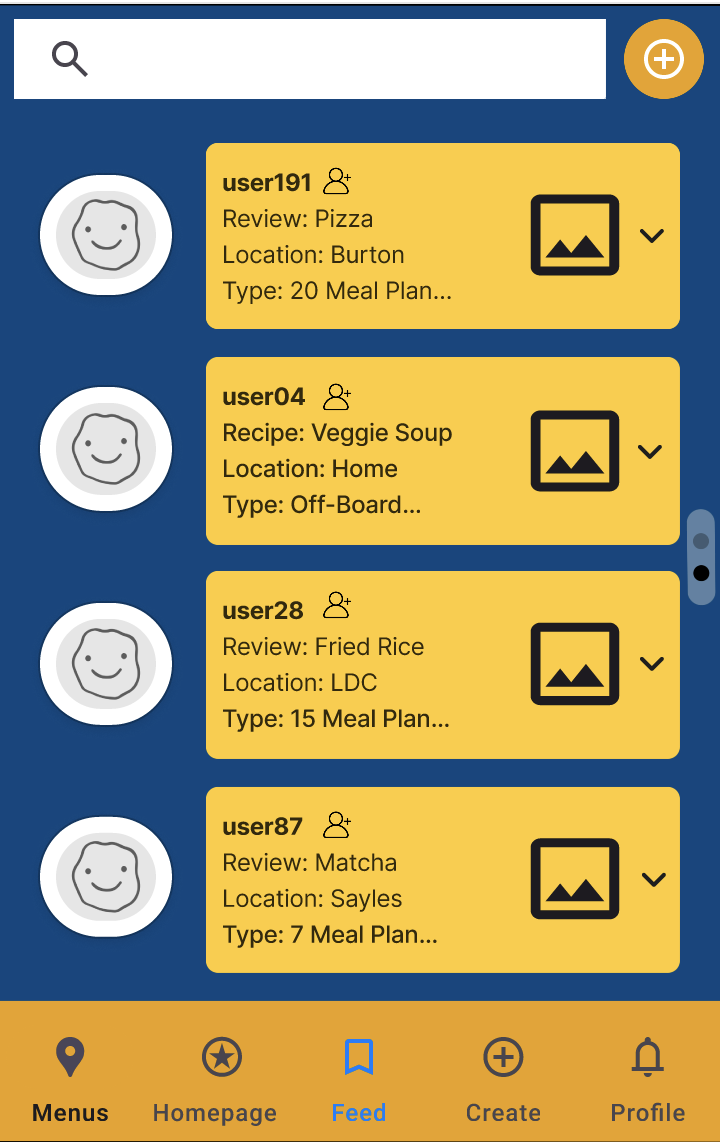 user191
Review: Pizza
Location: Burton
Type: 20 Meal Plan...
user04
Recipe: Veggie Soup
Location: Home
Type: Off-Board...
user28
Review: Fried Rice
Location: LDC
Type: 15 Meal Plan...
user87
Review: Matcha
Location: Sayles
Type: 7 Meal Plan...
Menus Homepage Feed Create Profile